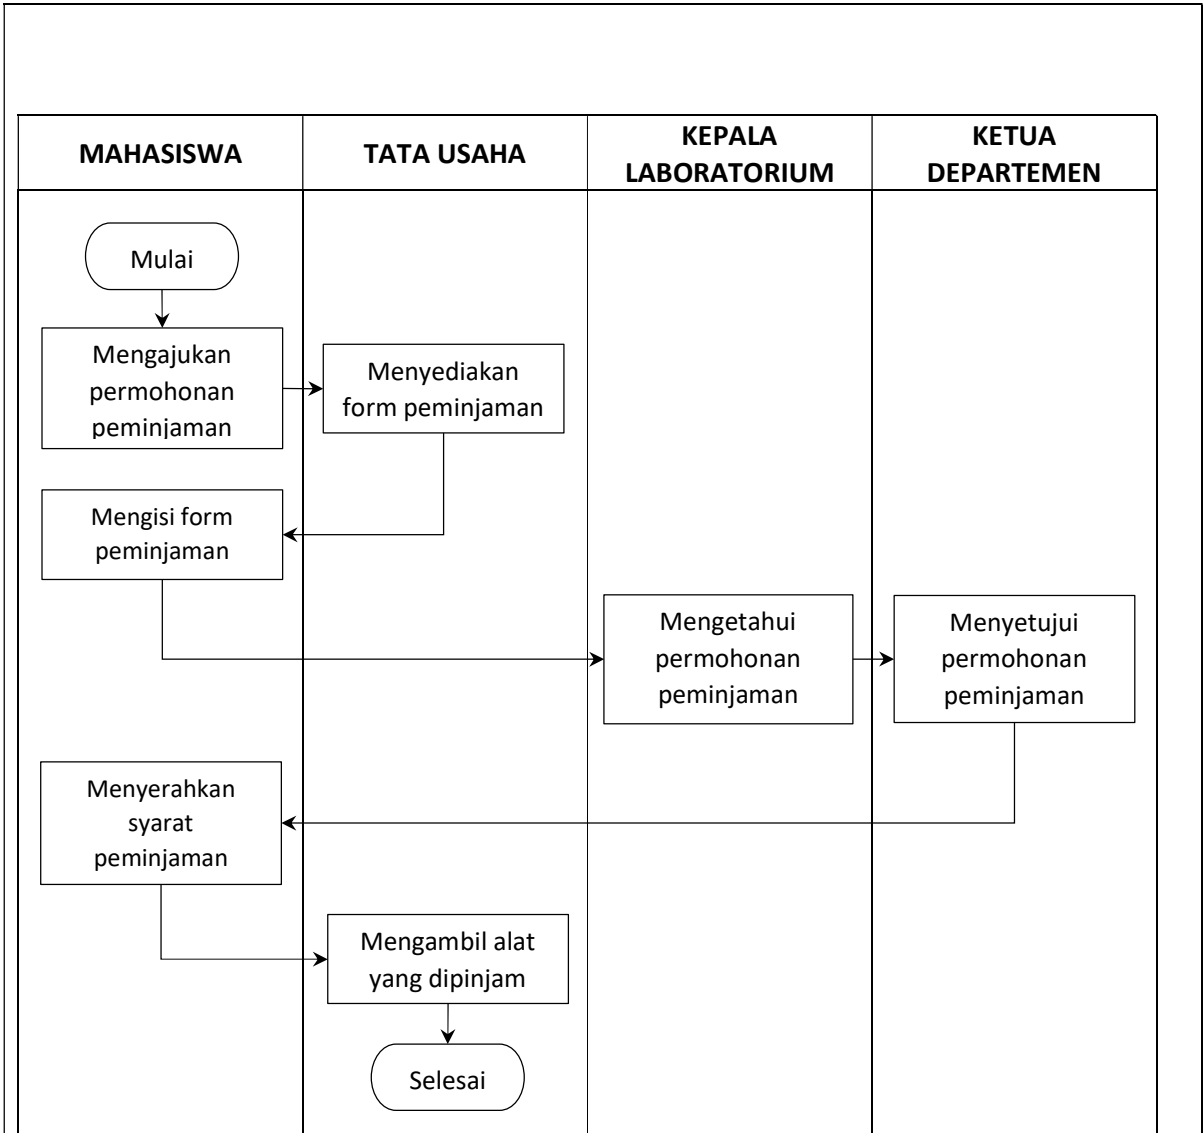 MAHASISWA
TATA USAHA
KEPALA
LABORATORIUM
KETUA
DEPARTEMEN
Mulai
Mengajukan
permohonan
peminjaman
Menyediakan
form peminjaman
Mengisi form
peminjaman
Mengetahui
permohonan
peminjaman
Menyetujui
permohonan
peminjaman
Menyerahkan
syarat
peminjaman
Mengambil alat
yang dipinjam
Selesai